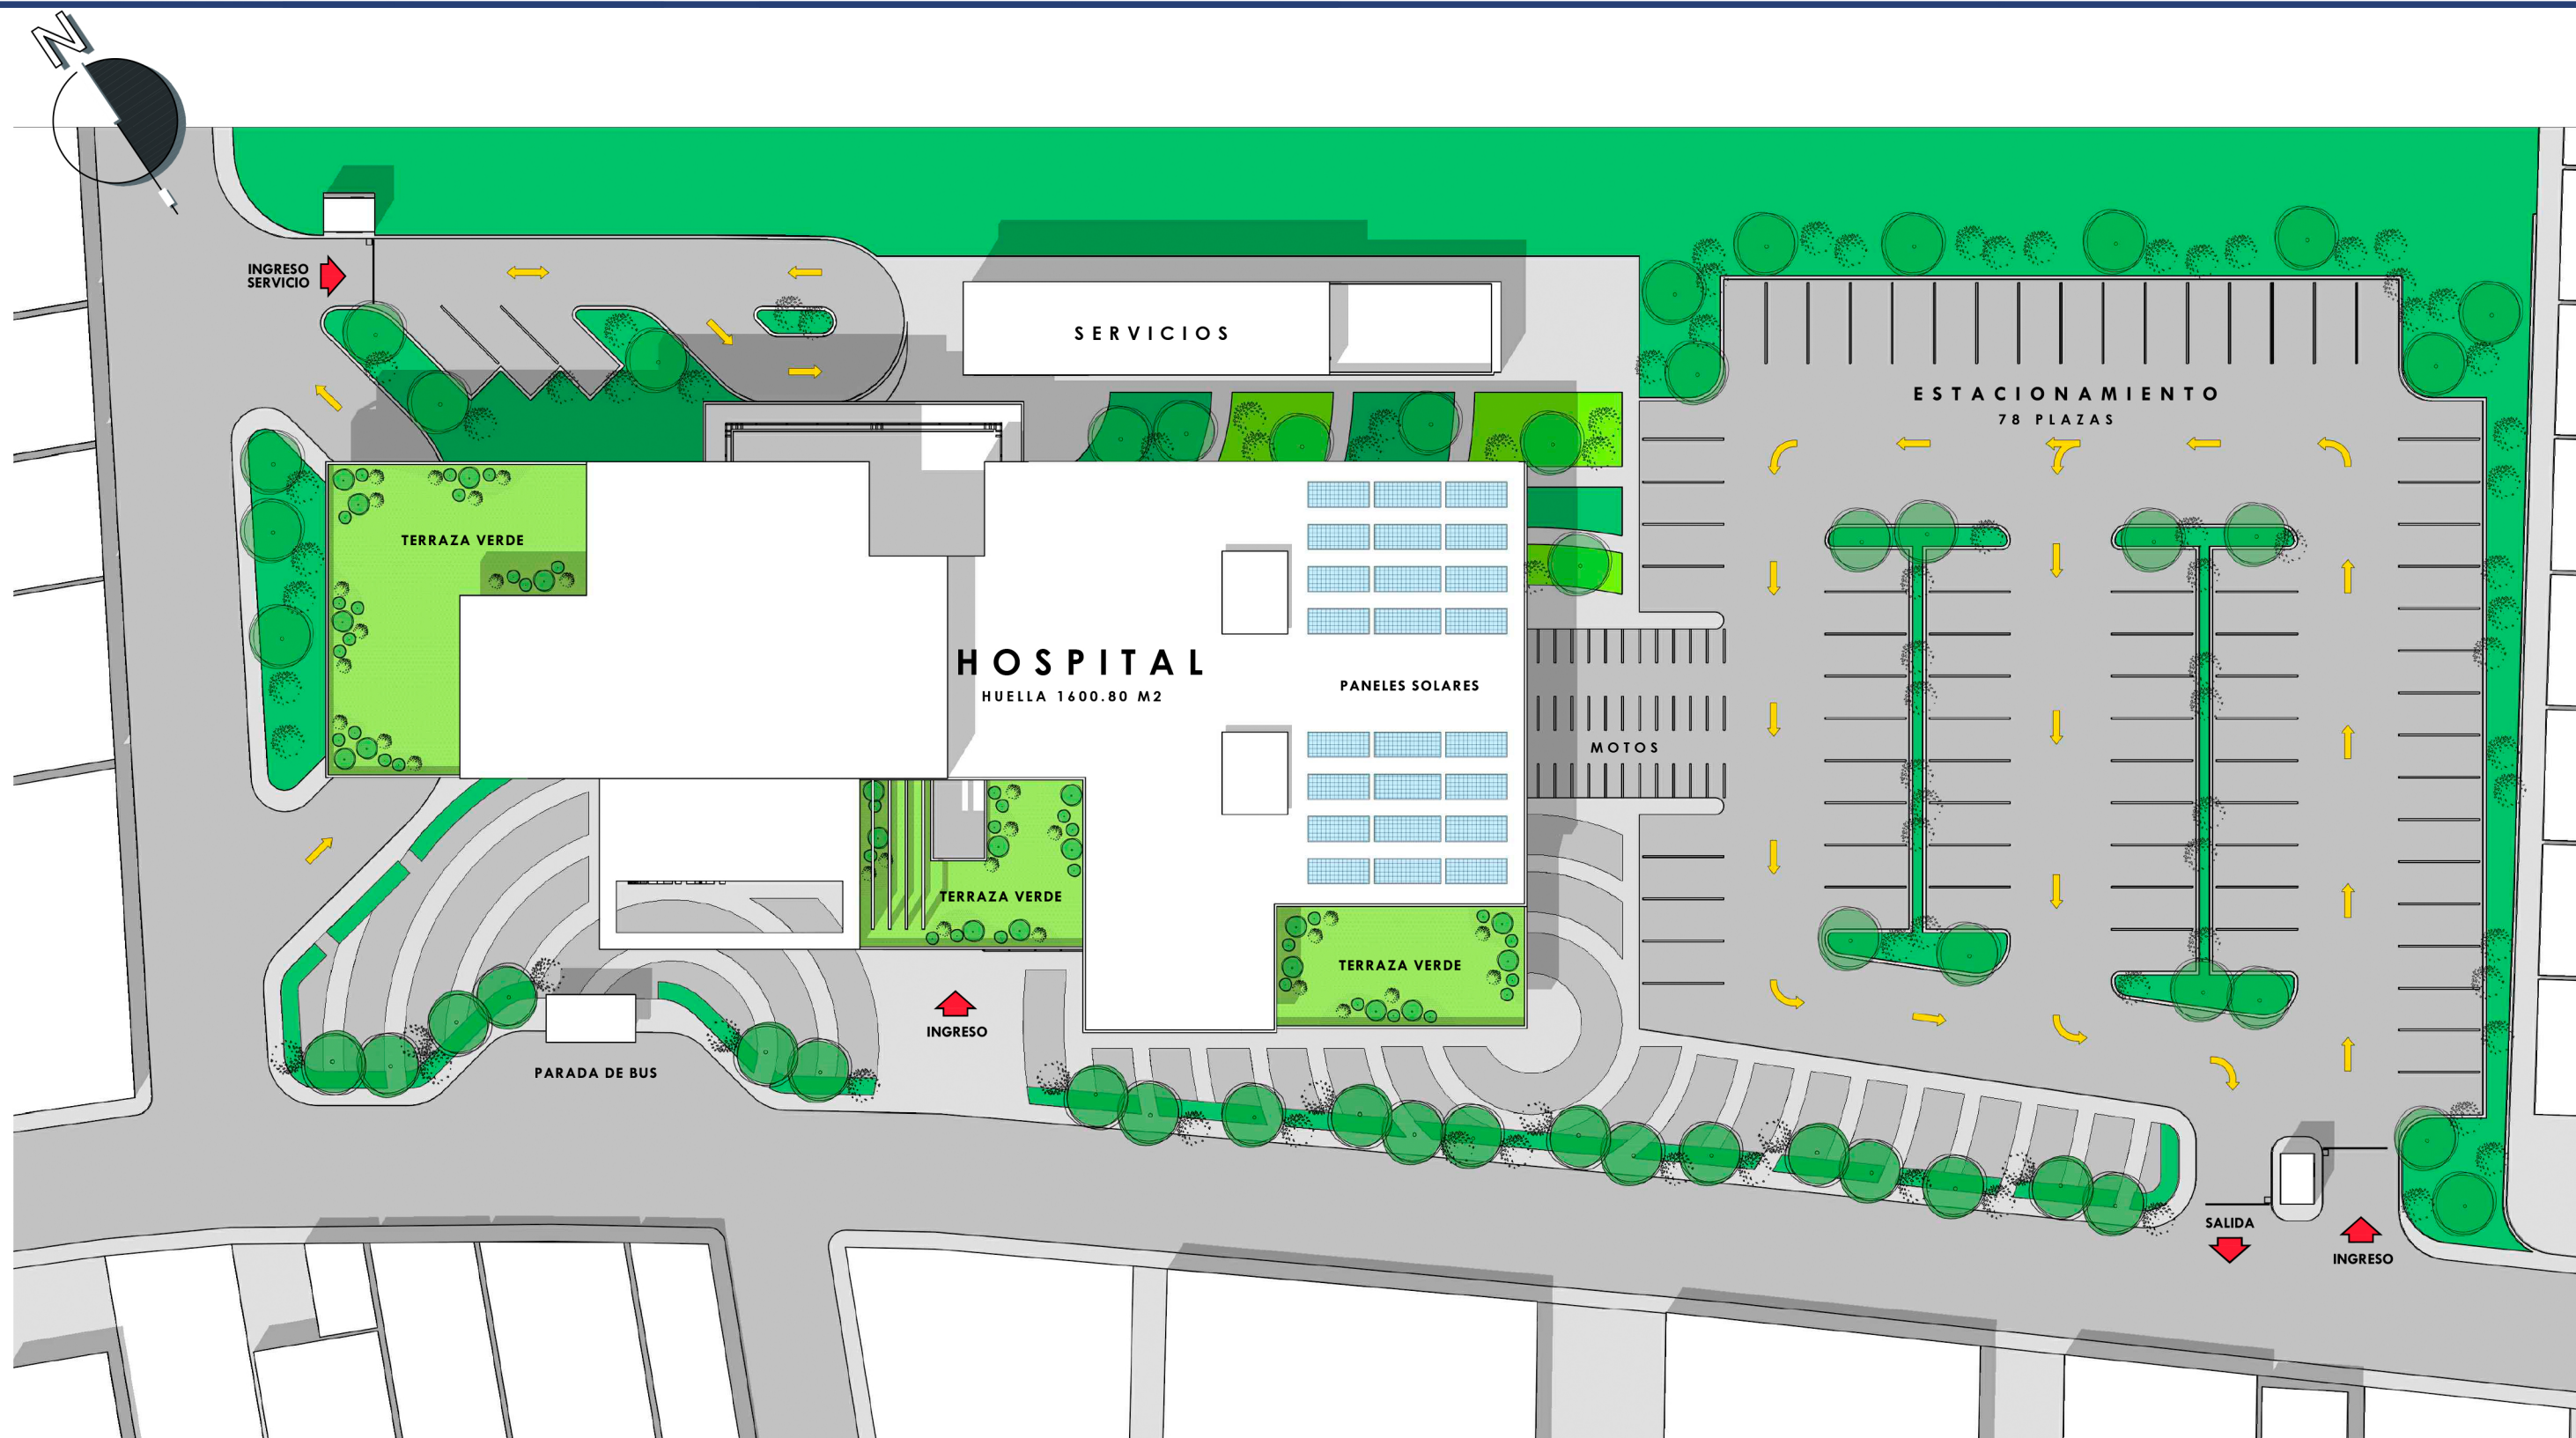 N
INGRESO
SERVICIO
SERVICIOS
ESTACIONAMIENTO
78 PLAZAS
TERRAZA VERDE
HOSPITAL
HUELLA 1600.80 M2
PANELES SOLARES
MOTOS
TERRAZA VERDE
TERRAZA VERDE
INGRESO
PARADA DE BUS
SALIDA
INGRESO